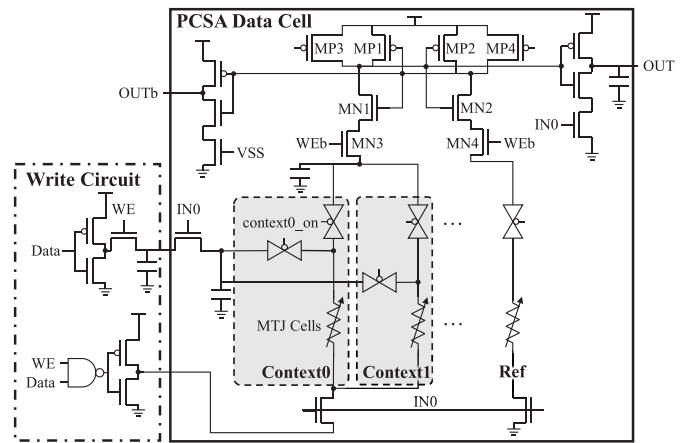 PCSA Data Cell
MP3 MP1 MP2 MP4
OUT
OUTb
MN1 MN2
IN0
WEb MN3 MN4 WEb
VSS
Write Circuit
WE IN0
context0_on
...
Data
MTJ Cells
...
WE
Data
Context0 Context1 Ref
IN0